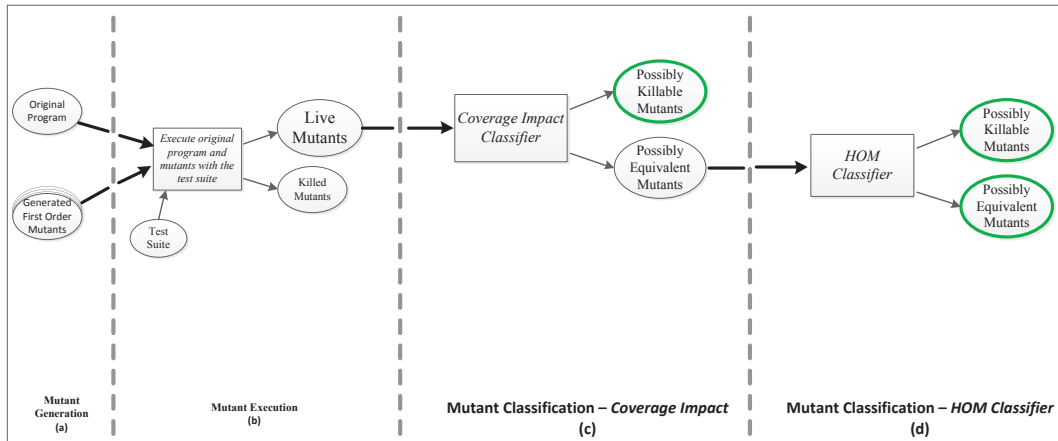 Original
Program
Generated
First Order
Mutants
Execute original
program and
mutants with the
test suite
Test
Suite
Live
Mutants
Killed
Mutants
Coverage Impact
Classifier
Possibly
Killable
Mutants
Possibly
Equivalent
Mutants
HOM
Classifier
Possibly
Killable
Mutants
Possibly
Equivalent
Mutants
Mutant
Generation
(a)
Mutant Execution
(b)
Mutant Classification – Coverage Impact
(c)
Mutant Classification – HOM Classifier
(d)